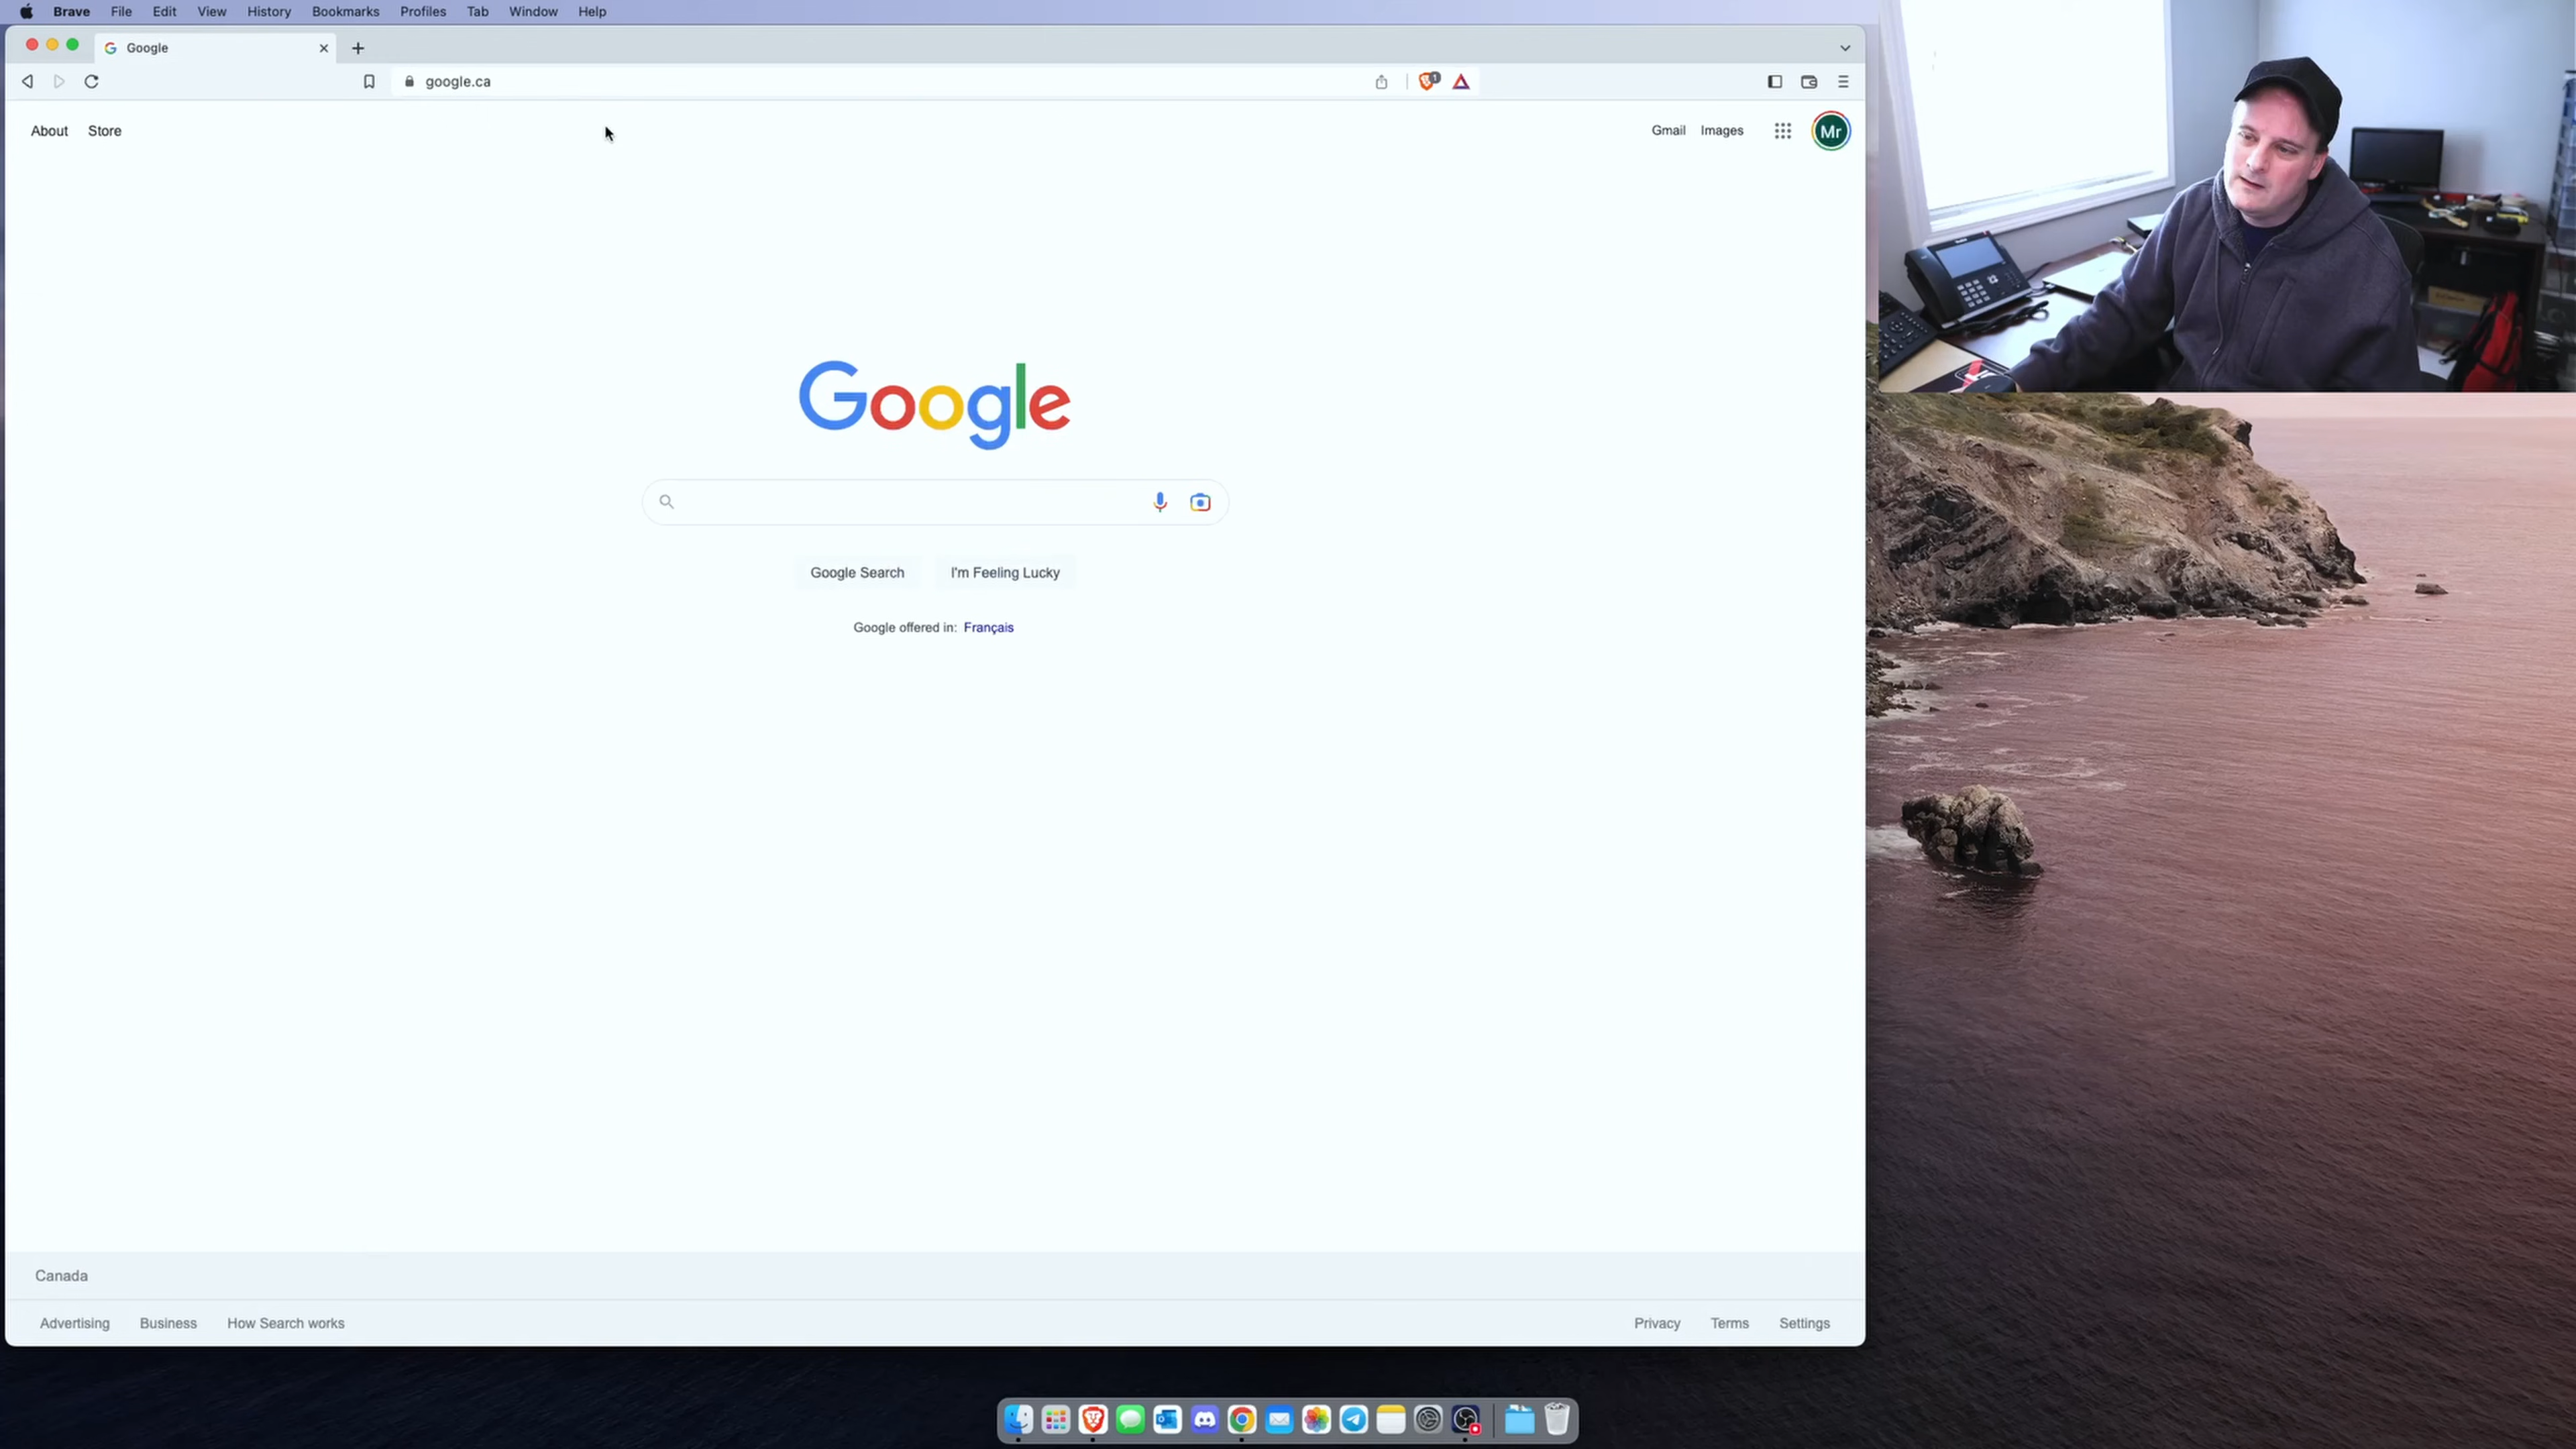 Brave File Edit View History Bookmarks Profiles Tab Window Help
Google
google.ca
1
About Store
Gmail Images
Mr
Google
Google Search I'm Feeling Lucky
Google offered in: Français
Canada
Advertising Business How Search works
Privacy Terms Settings